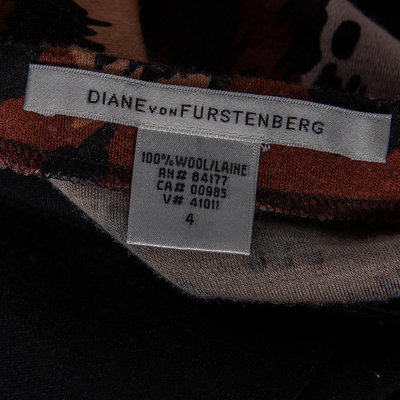 DIANE VON FURSTENBERG
100% WOOL/LAINE
RN# 84177
CA# 00985
V# 41011
4